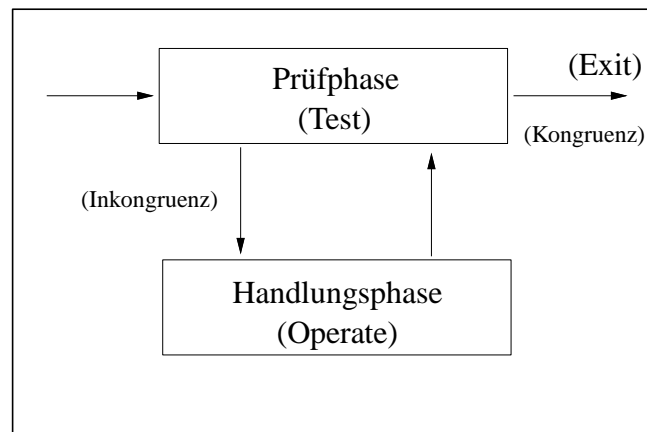 Prüfphase
(Test)
(Exit)
(Kongruenz)
(Inkongruenz)
Handlungsphase
(Operate)